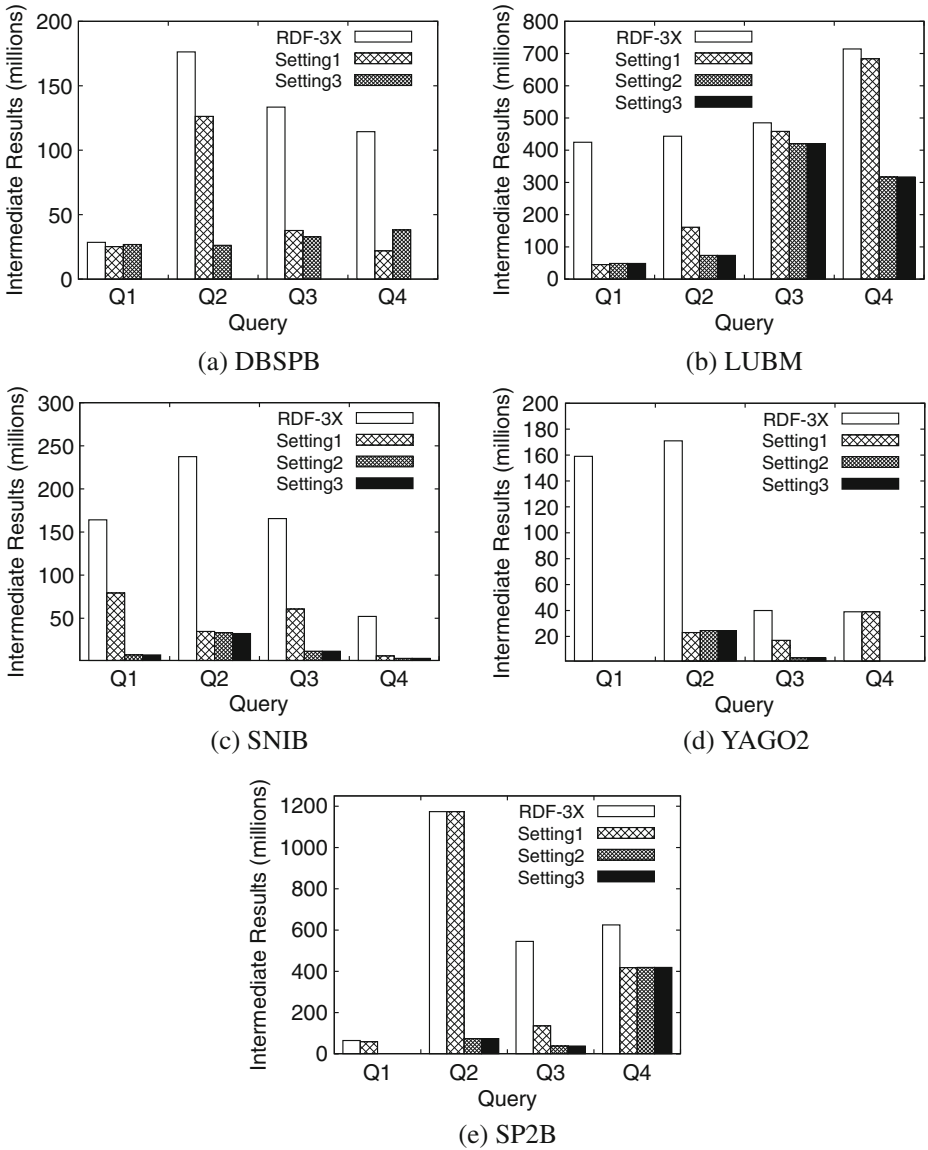 Intermediate Results (millions)
200
150
100
50
0
RDF-3X
Setting1
Setting3
Q1 Q2 Q3 Q4
Query
(a) DBSPB
Intermediate Results (millions)
800
700
600
500
400
300
200
100
0
RDF-3X
Setting1
Setting2
Setting3
Q1 Q2 Q3 Q4
Query
(b) LUBM
Intermediate Results (millions)
300
250
200
150
100
50
RDF-3X
Setting1
Setting2
Setting3
Q1 Q2 Q3 Q4
Query
(c) SNIB
Intermediate Results (millions)
200
180
160
140
120
100
80
60
40
20
RDF-3X
Setting1
Setting2
Setting3
Q1 Q2 Q3 Q4
Query
(d) YAGO2
Intermediate Results (millions)
1200
1000
800
600
400
200
0
RDF-3X
Setting1
Setting2
Setting3
Q1 Q2 Q3 Q4
Query
(e) SP2B